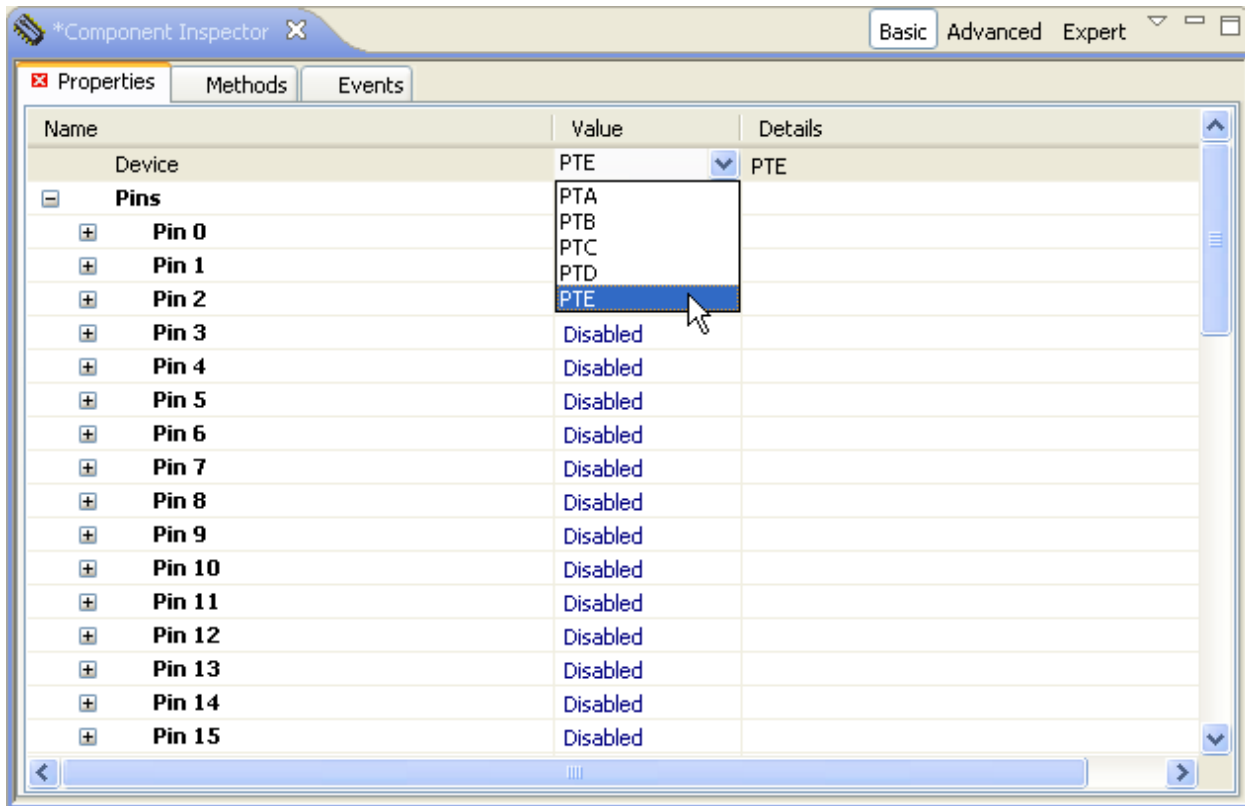 *Component Inspector Basic Advanced Expert
Properties Methods Events
Name Value Details
Device PTE PTE
Pins PTA
PTB
Pin 0
PTC
Pin 1
PTD
Pin 2 PTE
Pin 3 Disabled
Pin 4 Disabled
Pin 5 Disabled
Pin 6 Disabled
Pin 7 Disabled
Pin 8 Disabled
Pin 9 Disabled
Pin 10 Disabled
Pin 11 Disabled
Pin 12 Disabled
Pin 13 Disabled
Pin 14 Disabled
Pin 15 Disabled